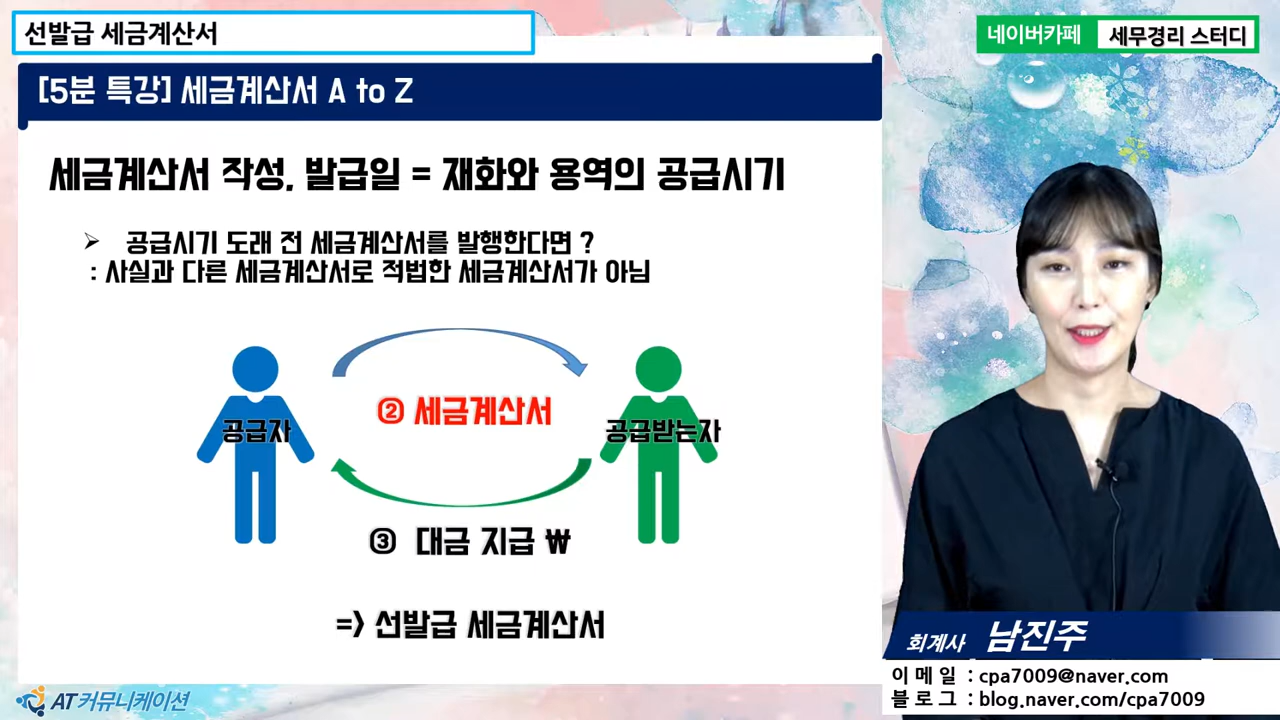 선발급 세금계산서
네이버카페 세무경리 스터디
[5분 특강] 세금계산서 A to Z
세금계산서 작성, 발급일 = 재화와 용역의 공급시기
➢ 공급시기 도래 전 세금계산서를 발행한다면 ?
: 사실과 다른 세금계산서로 적법한 세금계산서가 아님
② 세금계산서
공급자
공급받는자
③ 대금 지급 ₩
=> 선발급 세금계산서
회계사 남진주
이 메 일 : cpa7009@naver.com
블 로 그 : blog.naver.com/cpa7009
AT커뮤니케이션